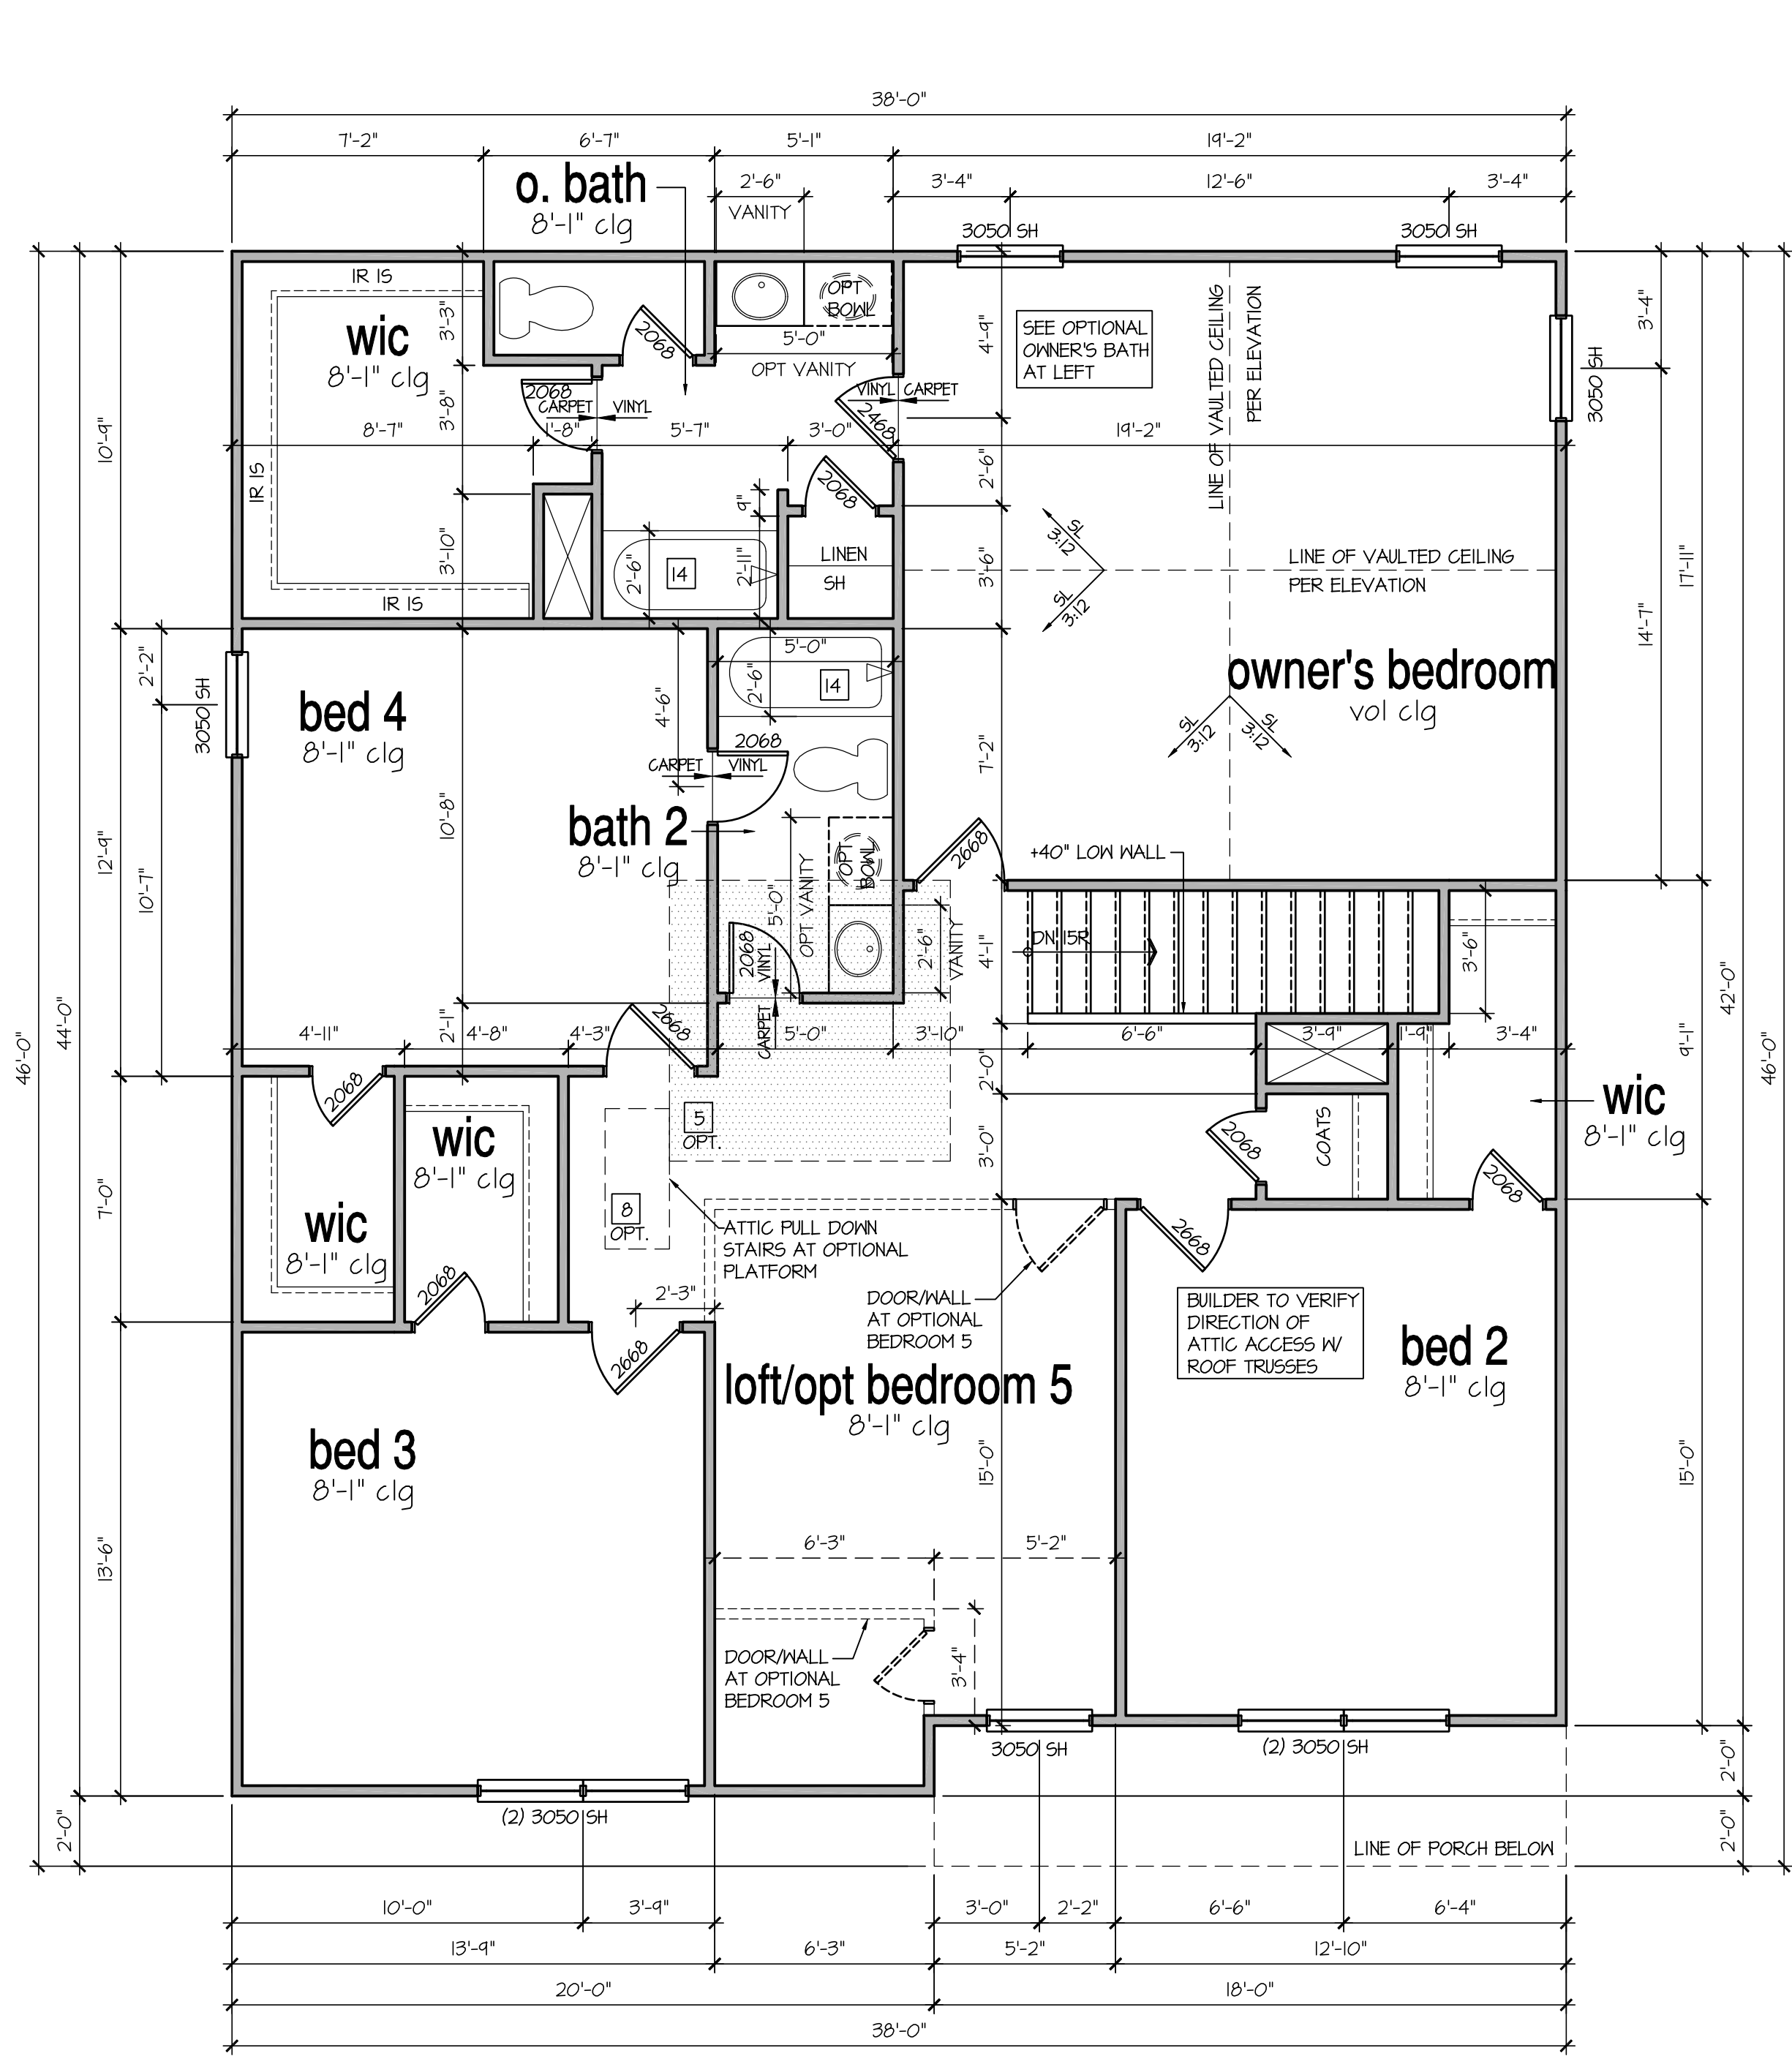 38'-0"
7'-2"
6'-7"
5'-1"
19'-2"
o. bath
8'-1" clg
2'-6"
VANITY
3'-4"
12'-6"
3'-4"
3050 SH
3050 SH
IR IS
wic
8'-1" clg
3'-3"
2068
OPT
BOWL
5'-0"
OPT VANITY
4'-9"
SEE OPTIONAL
OWNER'S BATH
AT LEFT
LINE OF VAULTED CEILING
PER ELEVATION
3'-4"
3050 SH
2068
CARPET
VINYL
3'-8"
VINYL
CARPET
2468
10'-9"
8'-7"
1'-8"
5'-7"
3'-0"
19'-2"
IR IS
9"
2068
2'-6"
3'-10"
2'-6"
14
2'-11"
LINEN
SH
3'-6"
SL
3:12
SL
3:12
LINE OF VAULTED CEILING
PER ELEVATION
17'-11"
14'-7"
IR IS
2'-2"
3050 SH
bed 4
8'-1" clg
5'-0"
4'-6"
2'-6"
14
owner's bedroom
vol clg
SL
3:12
SL
3:12
2068
CARPET
VINYL
7'-2"
12'-9"
10'-7"
10'-8"
bath 2
8'-1" clg
OPT
BOWL
OPT VANITY
5'-0"
2668
+40" LOW WALL
2068
VINYL
CARPET
2'-6"
VANITY
4'-1"
DN 15R
3'-6"
46'-0"
44'-0"
42'-0"
46'-0"
4'-11"
2'-1"
4'-8"
4'-3"
2668
5'-0"
3'-10"
6'-6"
3'-9"
1'-9"
3'-4"
9'-1"
2'-0"
2068
wic
8'-1" clg
5
OPT.
3'-0"
2068
COATS
wic
8'-1" clg
2068
7'-0"
wic
8'-1" clg
8
OPT.
ATTIC PULL DOWN
STAIRS AT OPTIONAL
PLATFORM
2668
2068
2'-3"
DOOR/WALL
AT OPTIONAL
BEDROOM 5
BUILDER TO VERIFY
DIRECTION OF
ATTIC ACCESS W/
ROOF TRUSSES
bed 2
8'-1" clg
2668
loft/opt bedroom 5
8'-1" clg
bed 3
8'-1" clg
15'-0"
15'-0"
13'-6"
6'-3"
5'-2"
DOOR/WALL
AT OPTIONAL
BEDROOM 5
3'-4"
3050 SH
(2) 3050 SH
2'-0"
(2) 3050 SH
2'-0"
LINE OF PORCH BELOW
2'-0"
10'-0"
3'-9"
3'-0"
2'-2"
6'-6"
6'-4"
13'-9"
6'-3"
5'-2"
12'-10"
20'-0"
18'-0"
38'-0"